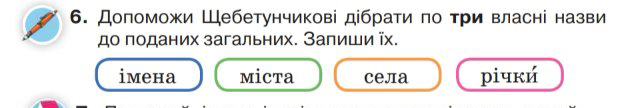 6. Допоможи Щебетунчикові дібрати по три власні назви
до поданих загальних. Запиши їх.
імена міста села річки́